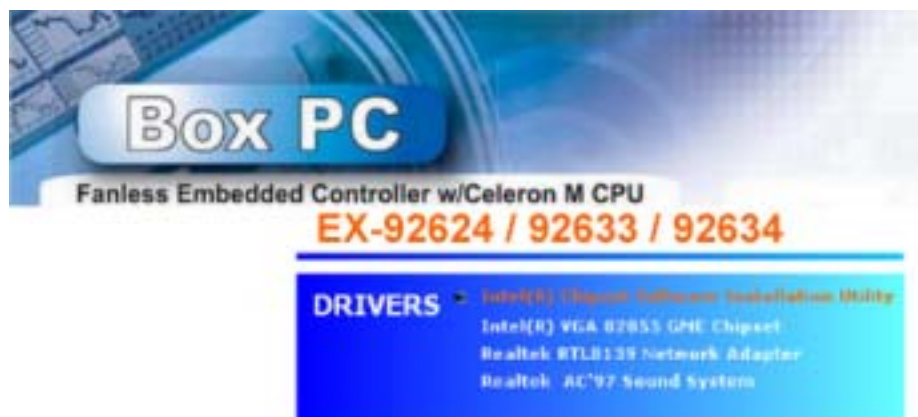 Box PC
Fanless Embedded Controller w/Celeron M CPU
EX-92624 / 92633 / 92634
DRIVERS
Intel(R) Chipset Software Installation Utility
Intel(R) VGA 82855 GME Chipset
Realtek RTL8139 Network Adapter
Realtek AC'97 Sound System